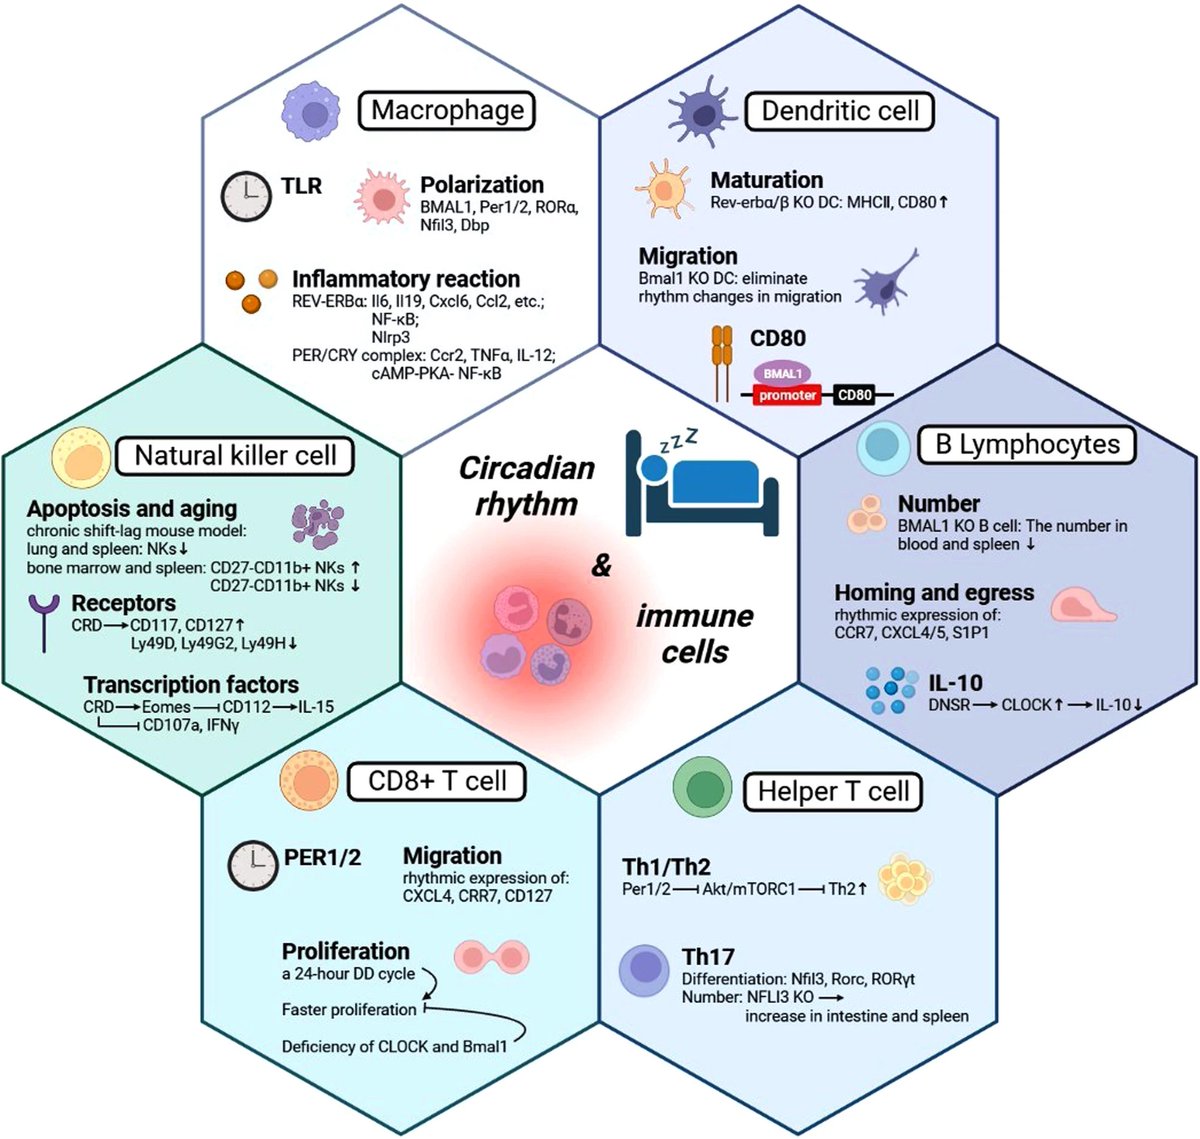 Macrophage
TLR
Polarization
BMAL1, Per1/2, RORα,
Nfil3, Dbp
Inflammatory reaction
REV-ERBα: Il6, Il19, Cxcl6, Ccl2, etc.;
NF-κB;
Nlrp3
PER/CRY complex: Ccr2, TNFα, IL-12;
cAMP-PKA- NF-κB
Dendritic cell
Maturation
Rev-erbα/β KO DC: MHCⅡ, CD80↑
Migration
Bmal1 KO DC: eliminate
rhythm changes in migration
CD80
BMAL1
promoter
CD80
Natural killer cell
Apoptosis and aging
chronic shift-lag mouse model:
lung and spleen: NKs↓
bone marrow and spleen: CD27-CD11b+ NKs ↑
CD27-CD11b+ NKs ↓
Receptors
CRD→CD117, CD127↑
Ly49D, Ly49G2, Ly49H↓
Transcription factors
CRD→Eomes⊣CD112→IL-15
⊣CD107a, IFNγ
Circadian
rhythm
zzz
&
immune
cells
B Lymphocytes
Number
BMAL1 KO B cell: The number in
blood and spleen ↓
Homing and egress
rhythmic expression of:
CCR7, CXCL4/5, S1P1
IL-10
DNSR→CLOCK↑→IL-10↓
CD8+ T cell
PER1/2
Migration
rhythmic expression of:
CXCL4, CRR7, CD127
Proliferation
a 24-hour DD cycle
Faster proliferation
Deficiency of CLOCK and Bmal1
Helper T cell
Th1/Th2
Per1/2⊣Akt/mTORC1⊣Th2↑
Th17
Differentiation: Nfil3, Rorc, RORγt
Number: NFLI3 KO →
increase in intestine and spleen